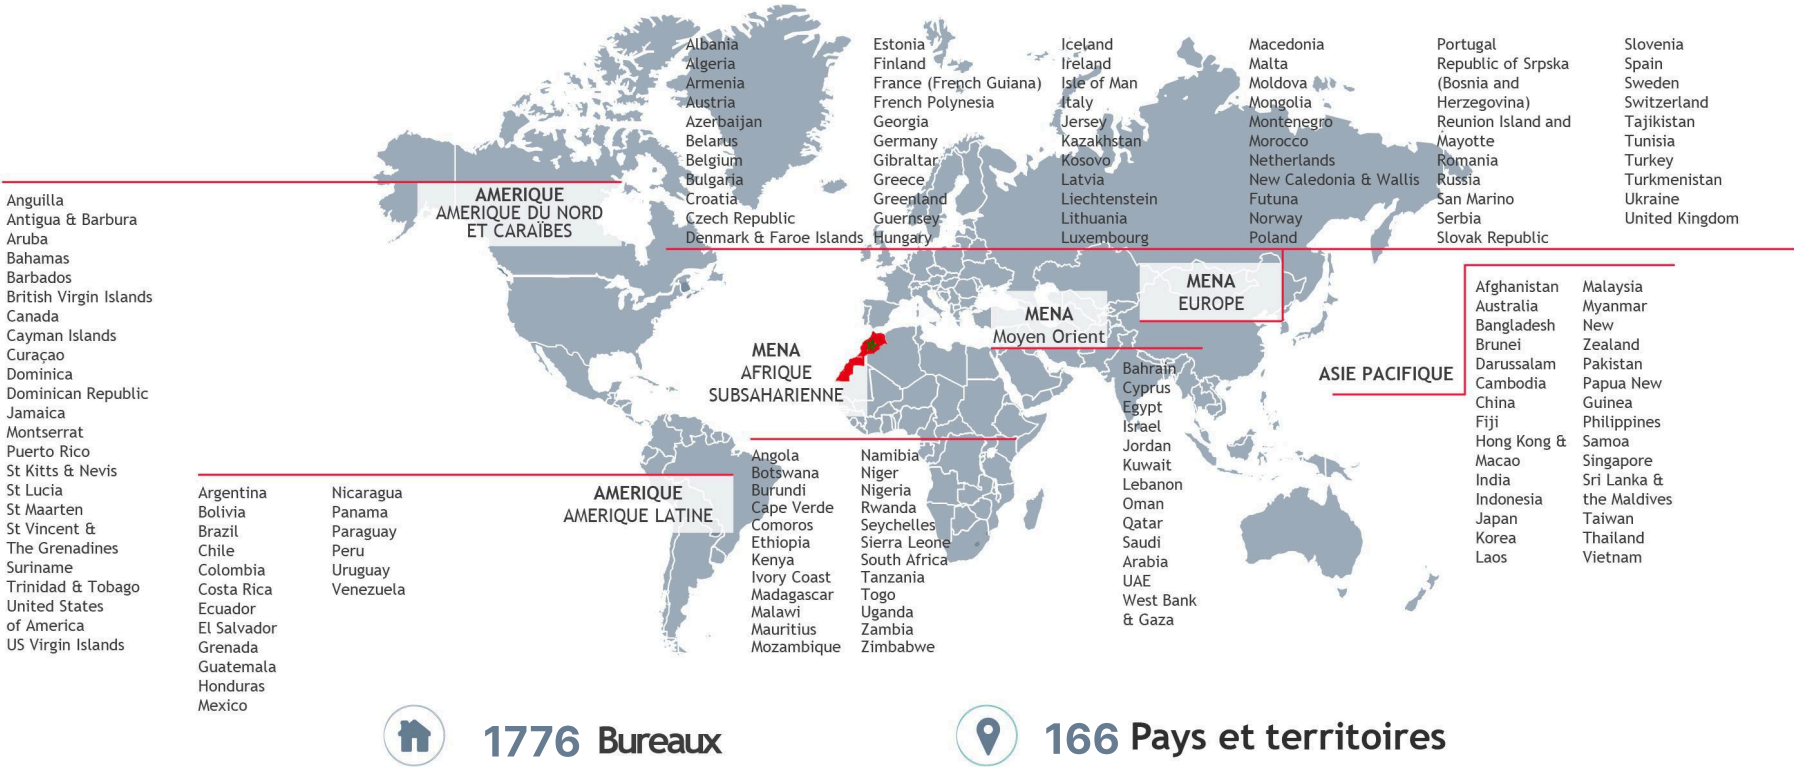 Albania
Algeria
Armenia
Austria
Azerbaijan
Belarus
Belgium
Bulgaria
Croatia
Czech Republic
Denmark & Faroe Islands
Estonia
Finland
France (French Guiana)
French Polynesia
Georgia
Germany
Gibraltar
Greece
Greenland
Guernsey
Hungary
Iceland
Ireland
Isle of Man
Italy
Jersey
Kazakhstan
Kosovo
Latvia
Liechtenstein
Lithuania
Luxembourg
Macedonia
Malta
Moldova
Mongolia
Montenegro
Morocco
Netherlands
New Caledonia & Wallis
Futuna
Norway
Poland
Portugal
Republic of Srpska
(Bosnia and
Herzegovina)
Reunion Island and
Mayotte
Romania
Russia
San Marino
Serbia
Slovak Republic
Slovenia
Spain
Sweden
Switzerland
Tajikistan
Tunisia
Turkey
Turkmenistan
Ukraine
United Kingdom
AMERIQUE
AMERIQUE DU NORD
ET CARAÏBES
Anguilla
Antigua & Barbura
Aruba
Bahamas
Barbados
British Virgin Islands
Canada
Cayman Islands
Curaçao
Dominica
Dominican Republic
Jamaica
Montserrat
Puerto Rico
St Kitts & Nevis
St Lucia
St Maarten
St Vincent &
The Grenadines
Suriname
Trinidad & Tobago
United States
of America
US Virgin Islands
MENA
EUROPE
MENA
Moyen Orient
Bahrain
Cyprus
Egypt
Israel
Jordan
Kuwait
Lebanon
Oman
Qatar
Saudi
Arabia
UAE
West Bank
& Gaza
ASIE PACIFIQUE
Afghanistan
Australia
Bangladesh
Brunei
Darussalam
Cambodia
China
Fiji
Hong Kong &
Macao
India
Indonesia
Japan
Korea
Laos
Malaysia
Myanmar
New
Zealand
Pakistan
Papua New
Guinea
Philippines
Samoa
Singapore
Sri Lanka &
the Maldives
Taiwan
Thailand
Vietnam
MENA
AFRIQUE
SUBSAHARIENNE
Angola
Botswana
Burundi
Cape Verde
Comoros
Ethiopia
Kenya
Ivory Coast
Madagascar
Malawi
Mauritius
Mozambique
Namibia
Niger
Nigeria
Rwanda
Seychelles
Sierra Leone
South Africa
Tanzania
Togo
Uganda
Zambia
Zimbabwe
AMERIQUE
AMERIQUE LATINE
Argentina
Bolivia
Brazil
Chile
Colombia
Costa Rica
Ecuador
El Salvador
Grenada
Guatemala
Honduras
Mexico
Nicaragua
Panama
Paraguay
Peru
Uruguay
Venezuela
1776 Bureaux
166 Pays et territoires